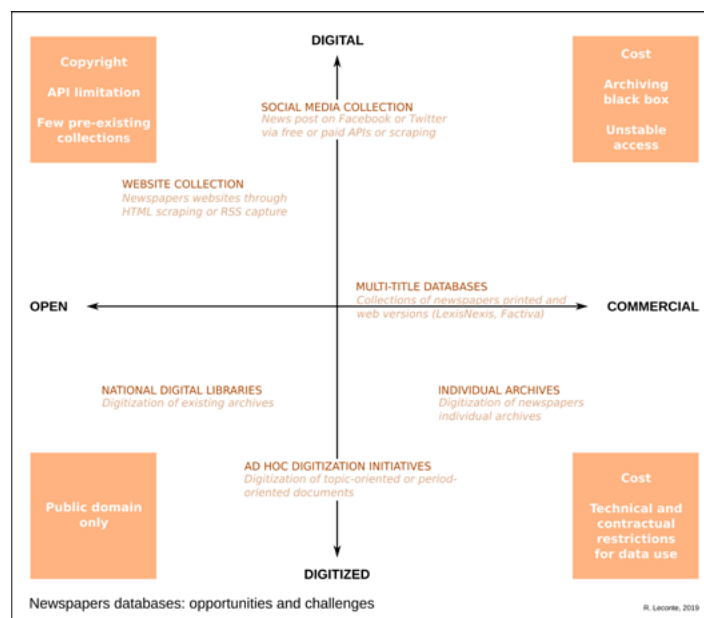 DIGITAL
Copyright
API limitation
Few pre-existing
collections
Cost
Archiving
black box
Unstable
access
SOCIAL MEDIA COLLECTION
News post on Facebook or Twitter
via free or paid APIs or scraping
WEBSITE COLLECTION
Newspapers websites through
HTML scraping or RSS capture
OPEN
MULTI-TITLE DATABASES
Collections of newspapers printed and
web versions (LexisNexis, Factiva)
COMMERCIAL
NATIONAL DIGITAL LIBRARIES
Digitization of existing archives
INDIVIDUAL ARCHIVES
Digitization of newspapers
individual archives
AD HOC DIGITIZATION INITIATIVES
Digitization of topic-oriented or period-
oriented documents
Public domain
only
Cost
Technical and
contractual
restrictions
for data use
DIGITIZED
Newspapers databases: opportunities and challenges
R. Leconte, 2019